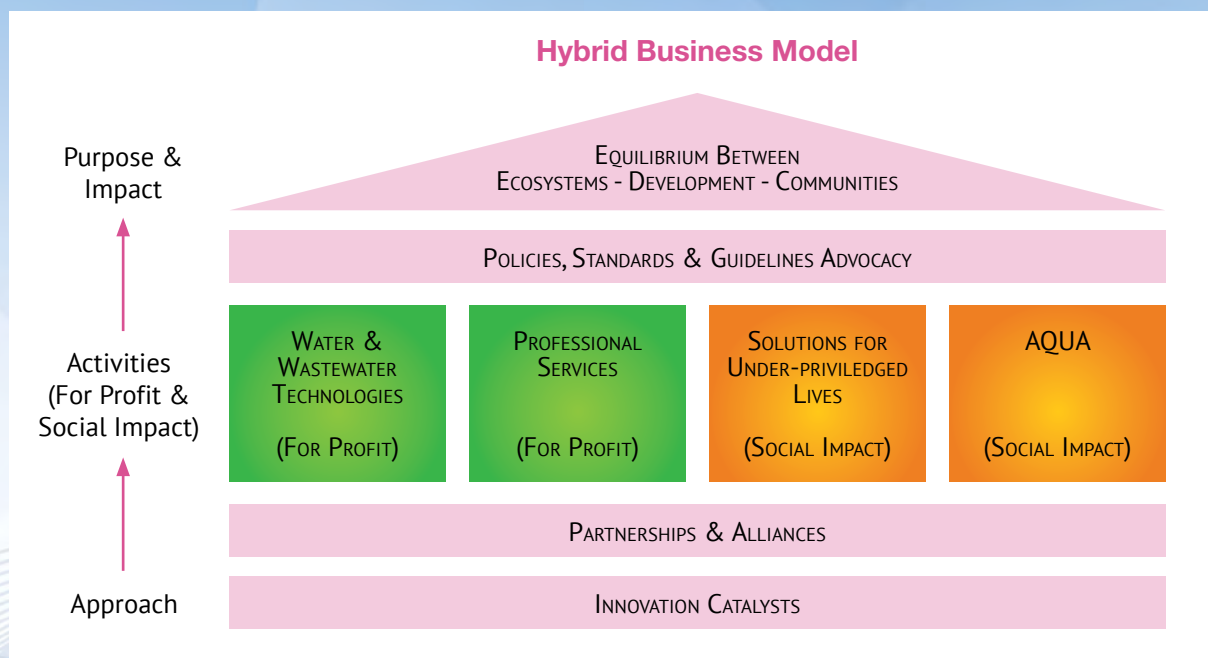 Hybrid Business Model
Purpose &
Impact
Equilibrium Between
Ecosystems - Development - Communities
Policies, Standards & Guidelines Advocacy
Activities
(For Profit &
Social Impact)
Water &
Wastewater
Technologies
(For Profit)
Professional
Services
(For Profit)
Solutions for
Under-priviledged
Lives
(Social Impact)
AQUA
(Social Impact)
Partnerships & Alliances
Approach
Innovation Catalysts